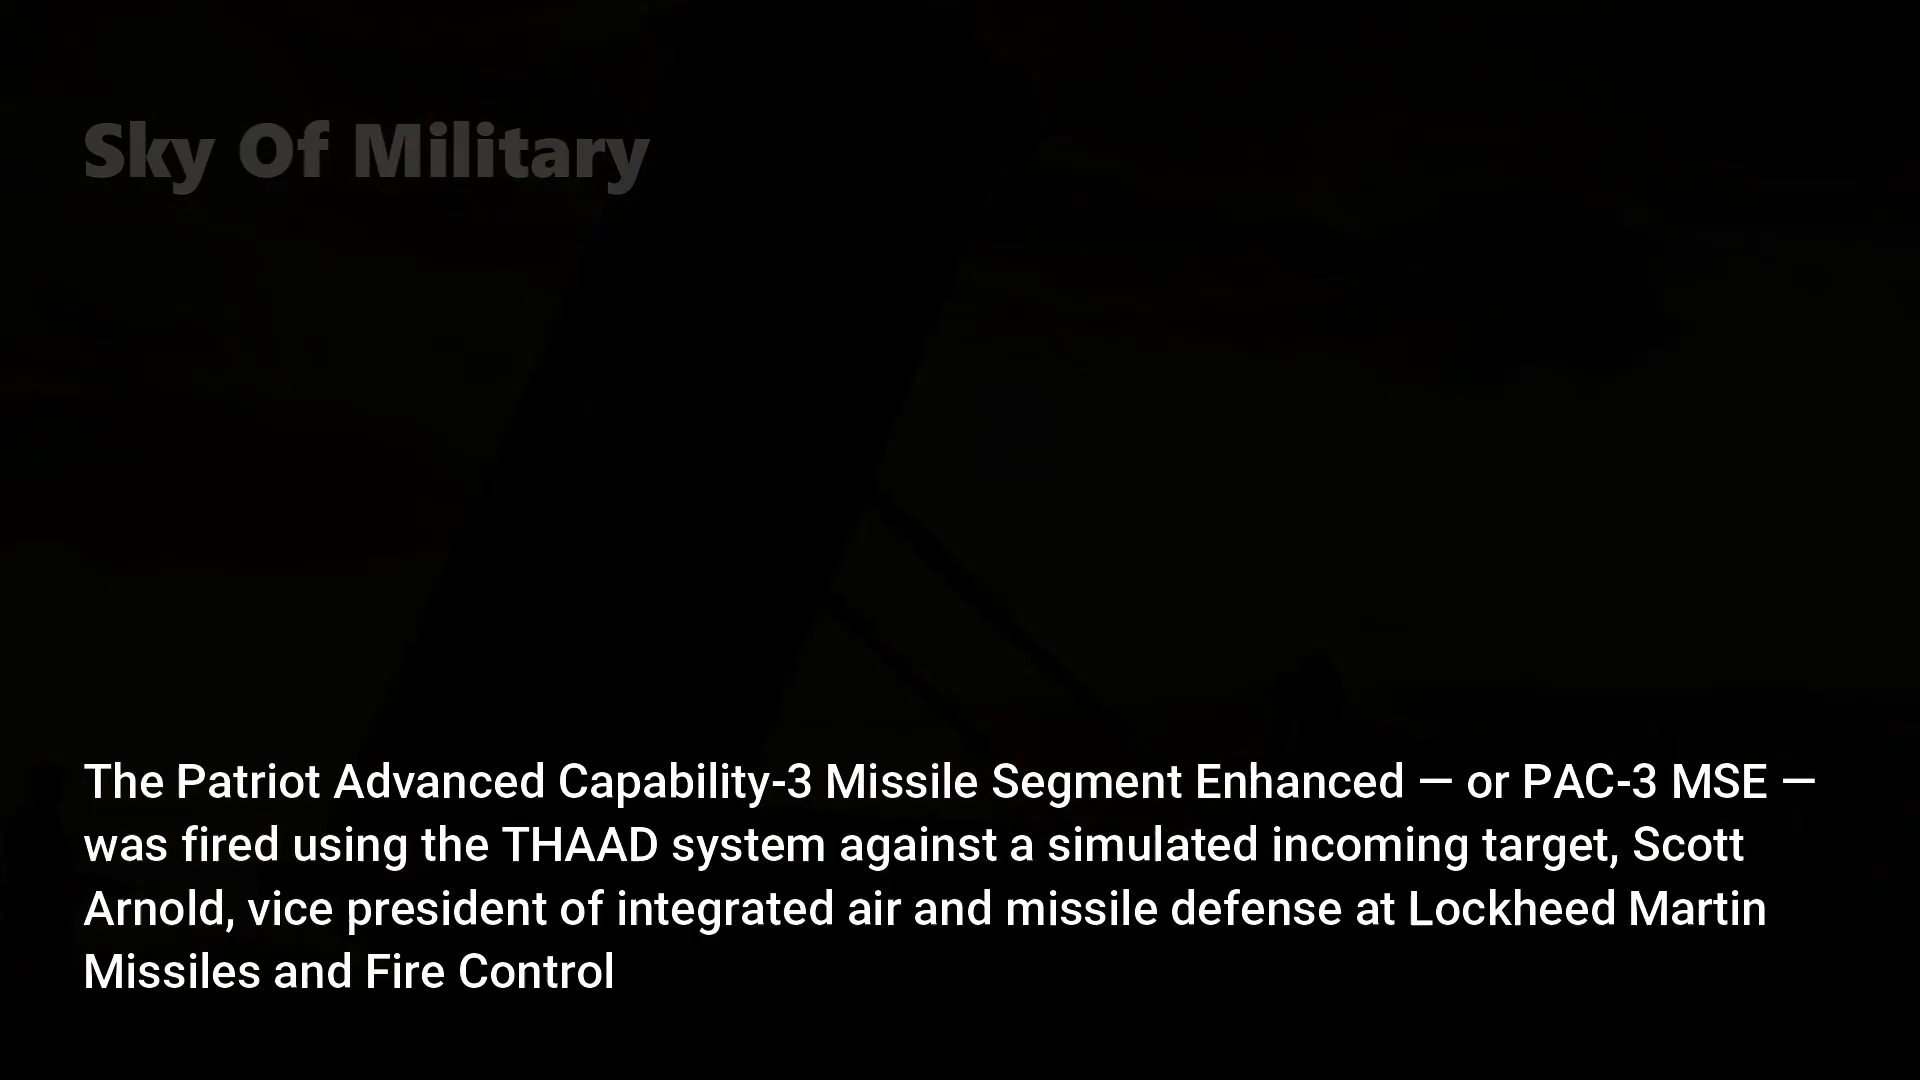 Sky Of Military
The Patriot Advanced Capability-3 Missile Segment Enhanced — or PAC-3 MSE —
was fired using the THAAD system against a simulated incoming target, Scott
Arnold, vice president of integrated air and missile defense at Lockheed Martin
Missiles and Fire Control